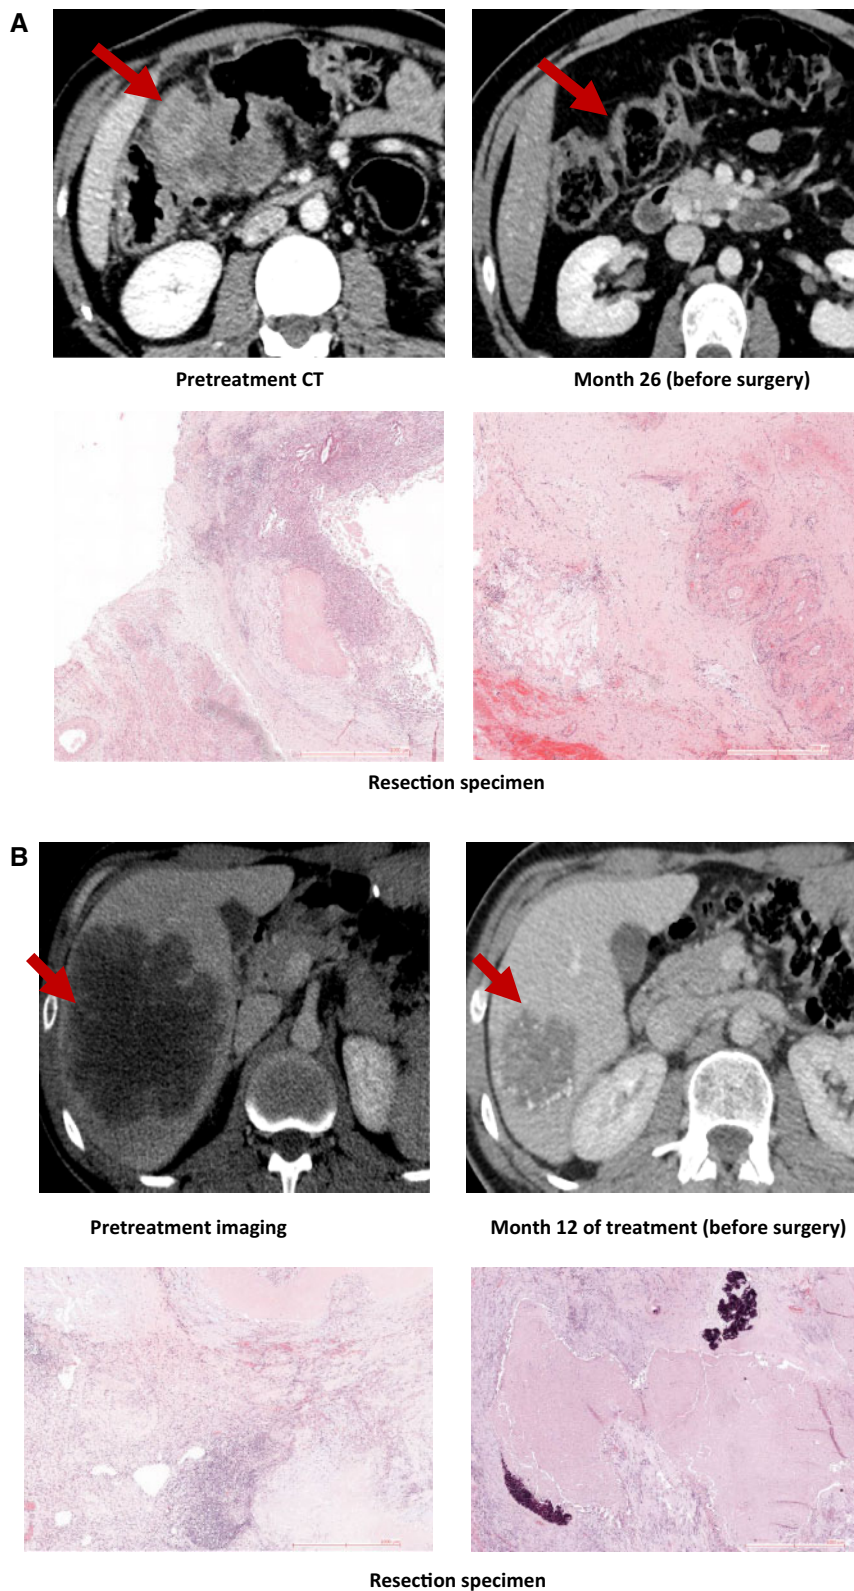 A
Pretreatment CT
Month 26 (before surgery)
Resection specimen
B
Pretreatment imaging
Month 12 of treatment (before surgery)
Resection specimen